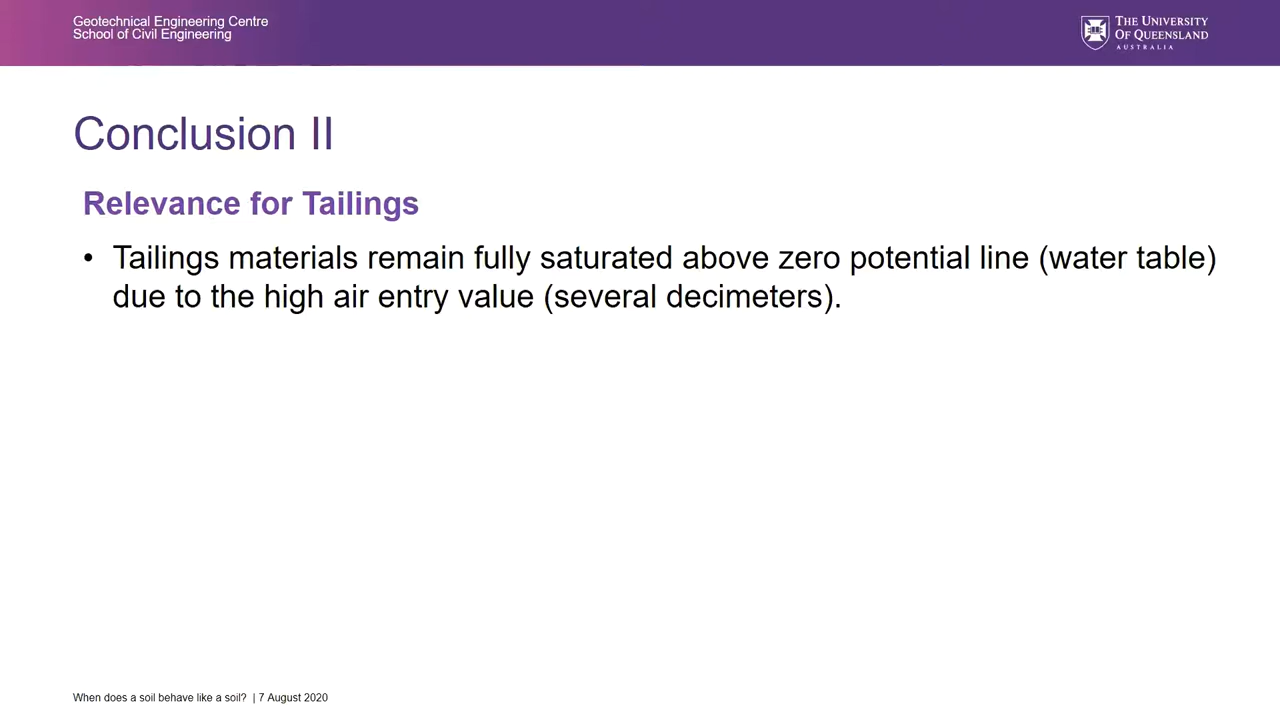 Geotechnical Engineering Centre
School of Civil Engineering
THE UNIVERSITY
OF QUEENSLAND
AUSTRALIA
Conclusion II
Relevance for Tailings
• Tailings materials remain fully saturated above zero potential line (water table)
due to the high air entry value (several decimeters).
When does a soil behave like a soil? | 7 August 2020